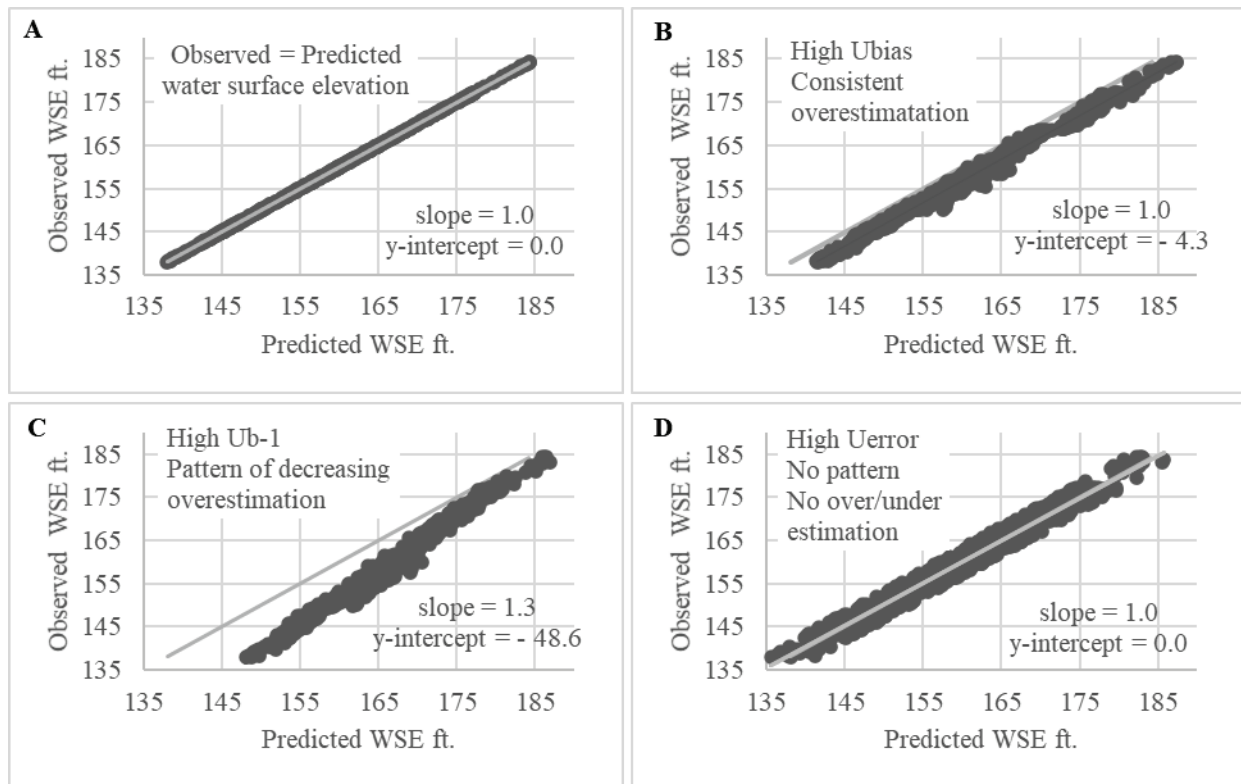 A
Observed = Predicted
water surface elevation
slope = 1.0
y-intercept = 0.0
Observed WSE ft.
185
175
165
155
145
135
135 145 155 165 175 185
Predicted WSE ft.
B
High Ubias
Consistent
overestimatation
slope = 1.0
y-intercept = - 4.3
Observed WSE ft.
185
175
165
155
145
135
135 145 155 165 175 185
Predicted WSE ft.
C
High Ub-1
Pattern of decreasing
overestimation
slope = 1.3
y-intercept = - 48.6
Observed WSE ft.
185
175
165
155
145
135
135 145 155 165 175 185
Predicted WSE ft.
D
High Uerror
No pattern
No over/under
estimation
slope = 1.0
y-intercept = 0.0
Observed WSE ft.
185
175
165
155
145
135
135 145 155 165 175 185
Predicted WSE ft.